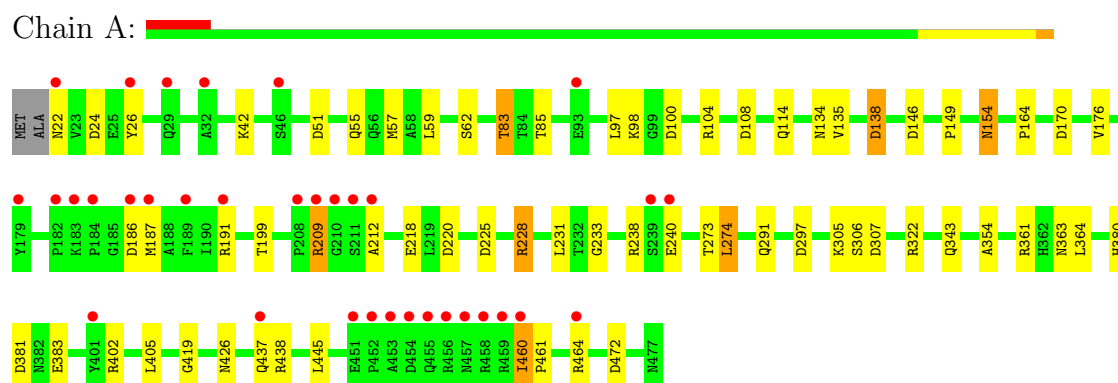 Chain A:
MET ALA N22 V23 D24 E25 Y26 Q29 A32 K42 S46 D51 Q55 Q56 M57 A58 L59 S62 T83 T84 T85 E93 L97 K98 G99 D100 R104 D108 Q114 N134 V135 D138 D146 P149 N154 P164 D170 V176
Y179 P182 K183 P184 G185 D186 M187 A188 F189 I190 R191 T199 P208 R209 G210 S211 A212 E218 L219 D220 D225 R228 L231 T232 G233 R238 S239 E240 T273 L274 Q291 D297 K305 S306 D307 R322 Q343 A354 R361 H362 N363 L364 H380
D381 N382 E383 Y401 R402 L405 G419 N426 Q437 R438 L445 E451 P452 A453 D454 Q455 R456 N457 R458 R459 I460 P461 R464 D472 N477